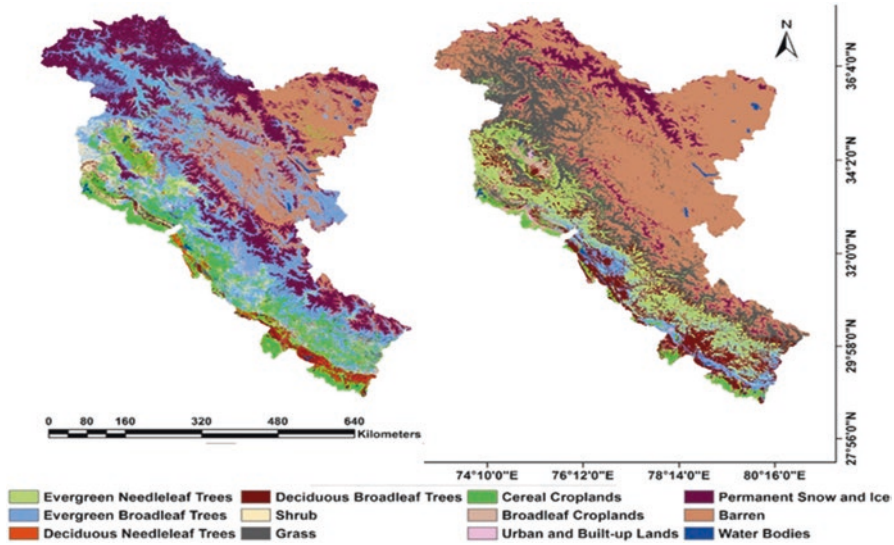 N
36°4'0"N
34°2'0"N
32°0'0"N
29°58'0"N
27°56'0"N
0 80 160 320 480 640
Kilometers
74°10'0"E 76°12'0"E 78°14'0"E 80°16'0"E
Evergreen Needleleaf Trees Deciduous Broadleaf Trees Cereal Croplands Permanent Snow and Ice
Evergreen Broadleaf Trees Shrub Broadleaf Croplands Barren
Deciduous Needleleaf Trees Grass Urban and Built-up Lands Water Bodies